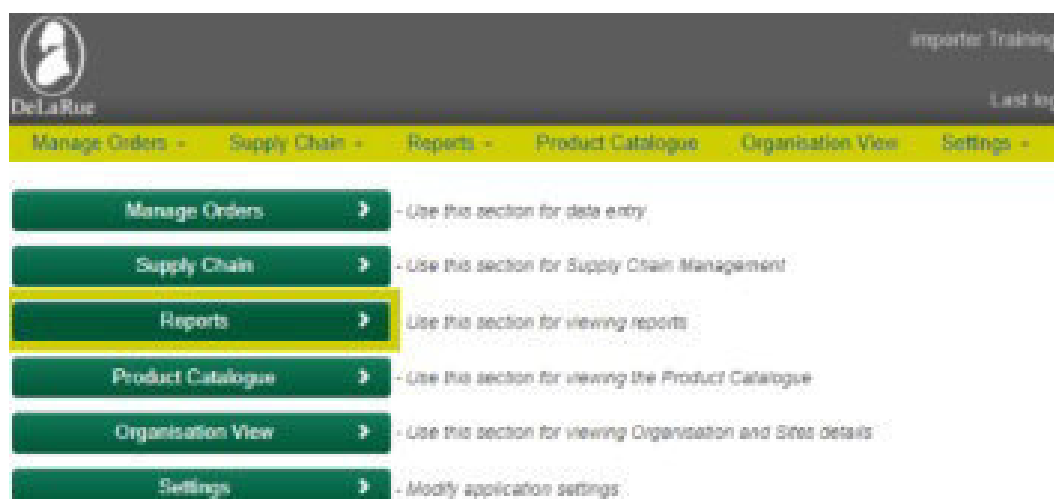 importer Training
DeLaRue
Last log
Manage Orders Supply Chain Reports Product Catalogue Organisation View Settings
Manage Orders - Use this section for data entry
Supply Chain - Use this section for Supply Chain Management
Reports - Use this section for viewing reports
Product Catalogue - Use this section for viewing the Product Catalogue
Organisation View - Use this section for viewing Organisation and Sites details
Settings - Modify application settings